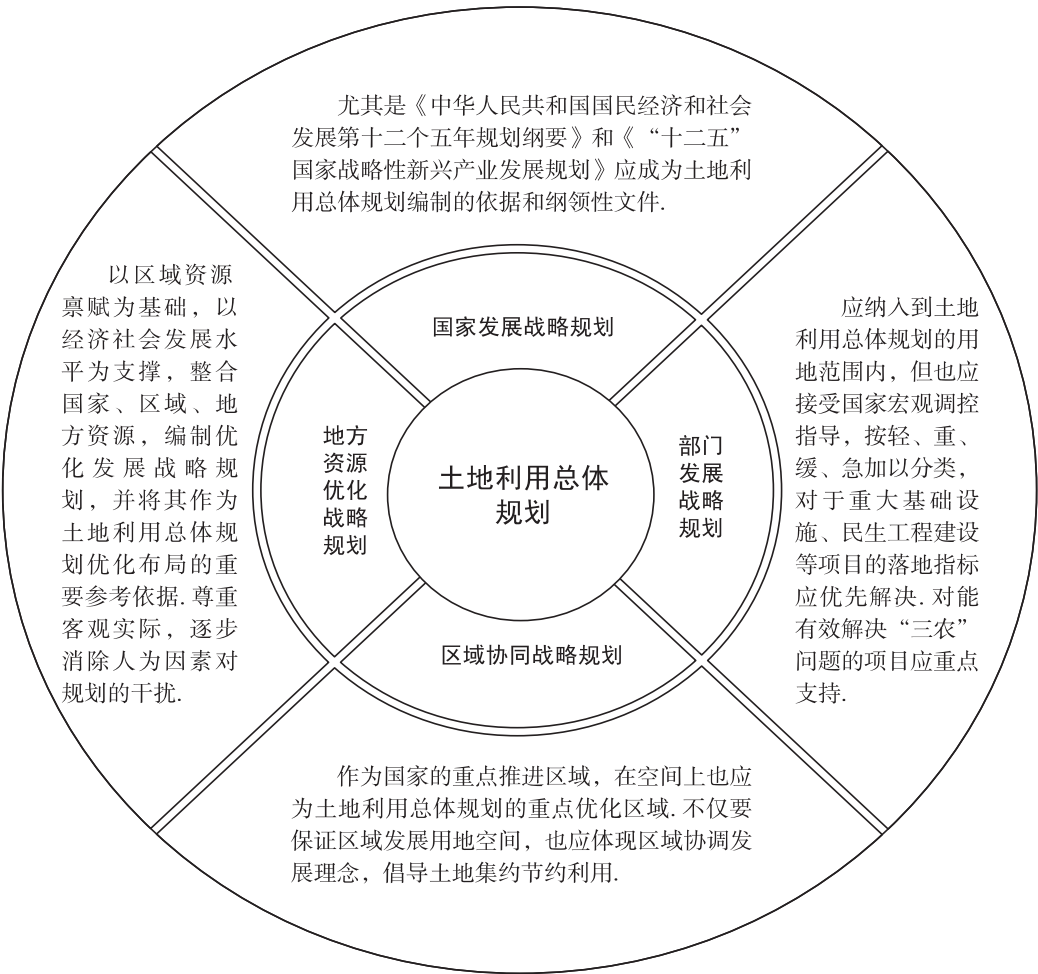 尤其是《中华人民共和国国民经济和社会
发展第十二个五年规划纲要》和《“十二五”
国家战略性新兴产业发展规划》应成为土地利
用总体规划编制的依据和纲领性文件.
国家发展战略规划
以区域资源
禀赋为基础，以
经济社会发展水
平为支撑，整合
国家、区域、地
方资源，编制优
化发展战略规
划，并将其作为
土地利用总体规
划优化布局的重
要参考依据.尊重
客观实际，逐步
消除人为因素对
规划的干扰.
地方
资源
优化
战略
规划
土地利用总体
规划
部门
发展
战略
规划
应纳入到土地
利用总体规划的用
地范围内，但也应
接受国家宏观调控
指导，按轻、重、
缓、急加以分类，
对于重大基础设
施、民生工程建设
等项目的落地指标
应优先解决.对能
有效解决“三农”
问题的项目应重点
支持.
区域协同战略规划
作为国家的重点推进区域，在空间上也应
为土地利用总体规划的重点优化区域.不仅要
保证区域发展用地空间，也应体现区域协调发
展理念，倡导土地集约节约利用.